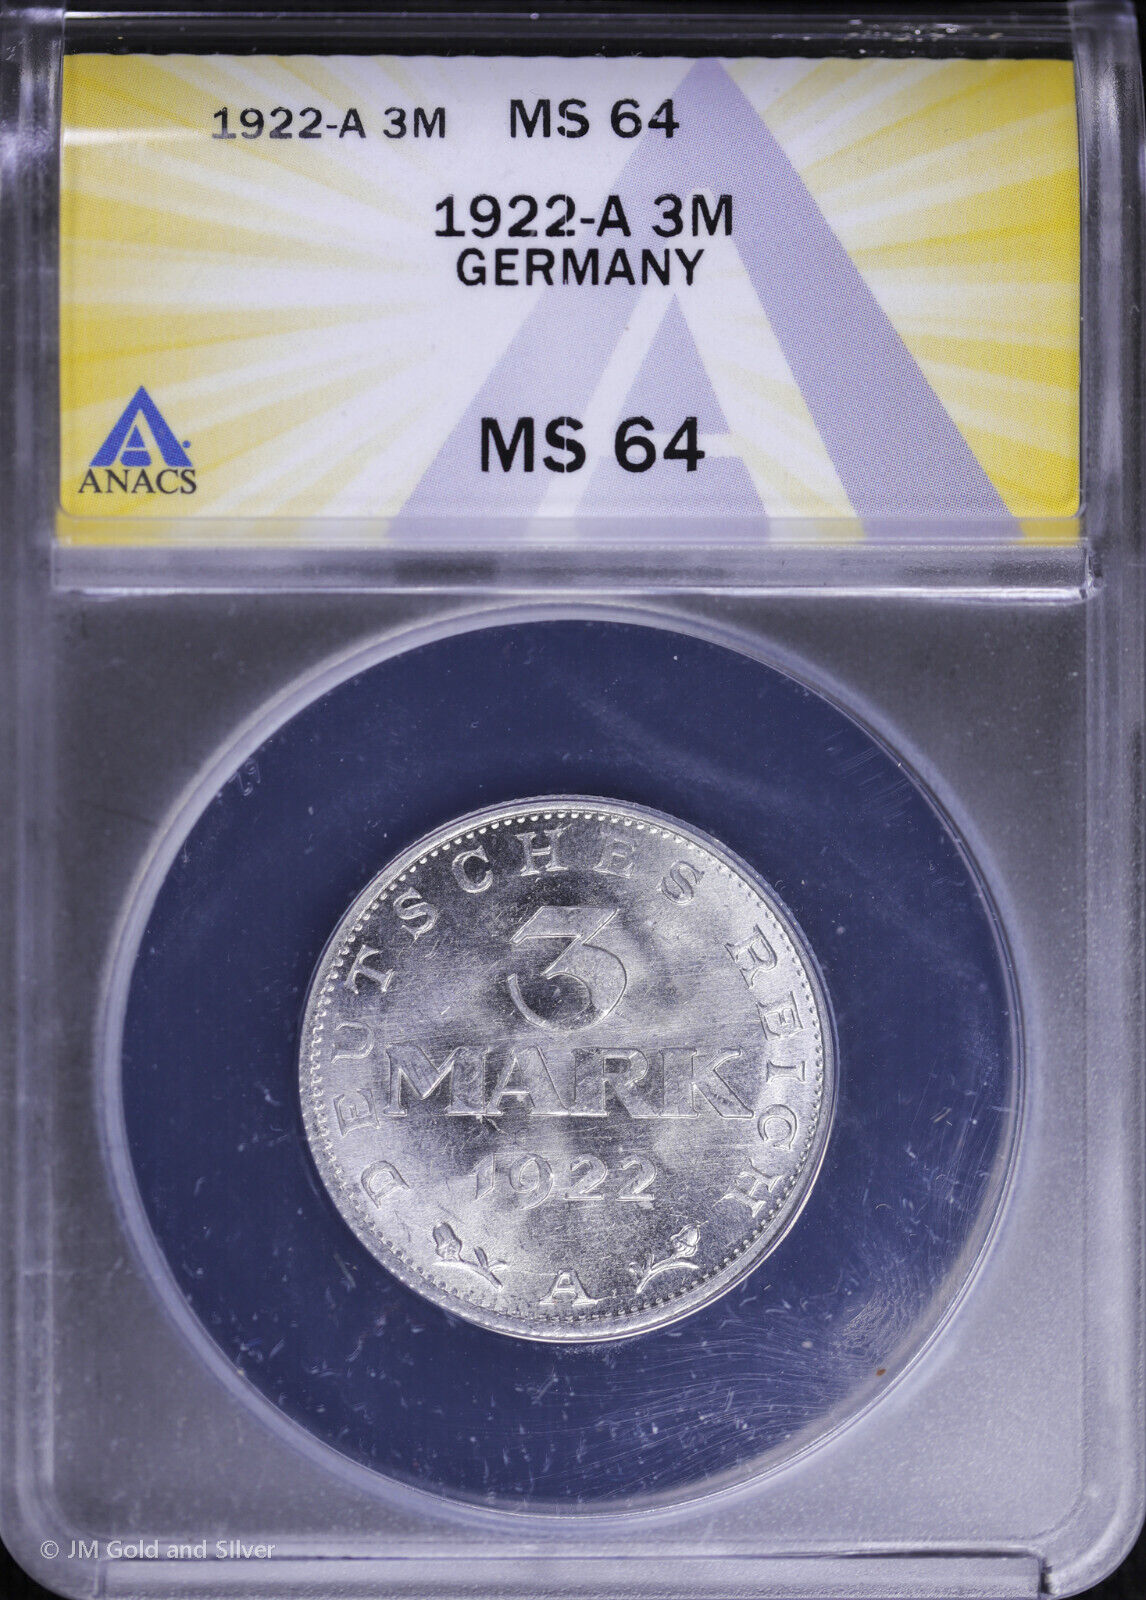 1922-A 3M MS 64
1922-A 3M
GERMANY
MS 64
ANACS
DEUTSCHES REICH
3
MARK
1922
A
© JM Gold and Silver